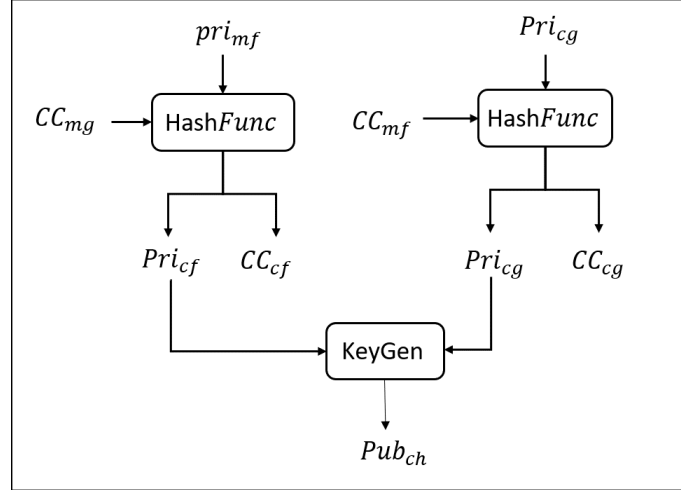 pri_mf
Pri_cg
CC_mg
HashFunc
CC_mf
HashFunc
Pri_cf
CC_cf
Pri_cg
CC_cg
KeyGen
Pub_ch